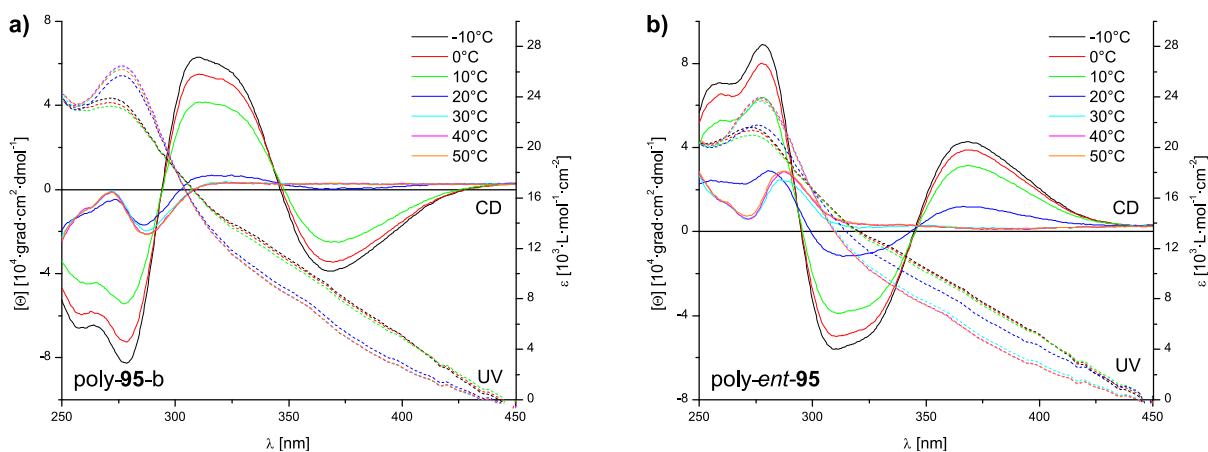 a)
8
4
0
-4
-8
[Θ] [10⁴·grad·cm²·dmol⁻¹]
-10°C
0°C
10°C
20°C
30°C
40°C
50°C
CD
UV
poly-95-b
28
24
20
16
12
8
4
0
ε [10³·L·mol⁻¹·cm⁻²]
250 300 350 400 450
λ [nm]
b)
8
4
0
-4
-8
[Θ] [10⁴·grad·cm²·dmol⁻¹]
-10°C
0°C
10°C
20°C
30°C
40°C
50°C
CD
UV
poly-ent-95
28
24
20
16
12
8
4
0
ε [10³·L·mol⁻¹·cm⁻²]
250 300 350 400 450
λ [nm]